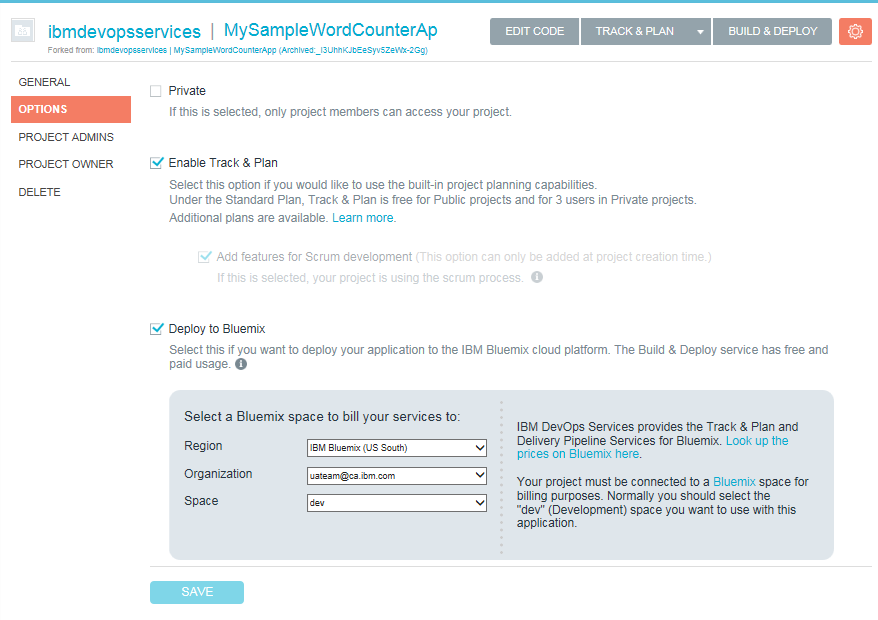 ibmdevopsservices | MySampleWordCounterAp
EDIT CODE
TRACK & PLAN
BUILD & DEPLOY
Forked from: ibmdevopsservices | MySampleWordCounterApp (Archived:_i3UhhKJbEeSyv5ZeWx-2Gg)
GENERAL
OPTIONS
PROJECT ADMINS
PROJECT OWNER
DELETE
Private
If this is selected, only project members can access your project.
Enable Track & Plan
Select this option if you would like to use the built-in project planning capabilities.
Under the Standard Plan, Track & Plan is free for Public projects and for 3 users in Private projects.
Additional plans are available. Learn more.
Add features for Scrum development (This option can only be added at project creation time.)
If this is selected, your project is using the scrum process.
Deploy to Bluemix
Select this if you want to deploy your application to the IBM Bluemix cloud platform. The Build & Deploy service has free and
paid usage.
Select a Bluemix space to bill your services to:
Region
IBM Bluemix (US South)
Organization
uateam@ca.ibm.com
Space
dev
IBM DevOps Services provides the Track & Plan and
Delivery Pipeline Services for Bluemix. Look up the
prices on Bluemix here.
Your project must be connected to a Bluemix space for
billing purposes. Normally you should select the
"dev" (Development) space you want to use with this
application.
SAVE